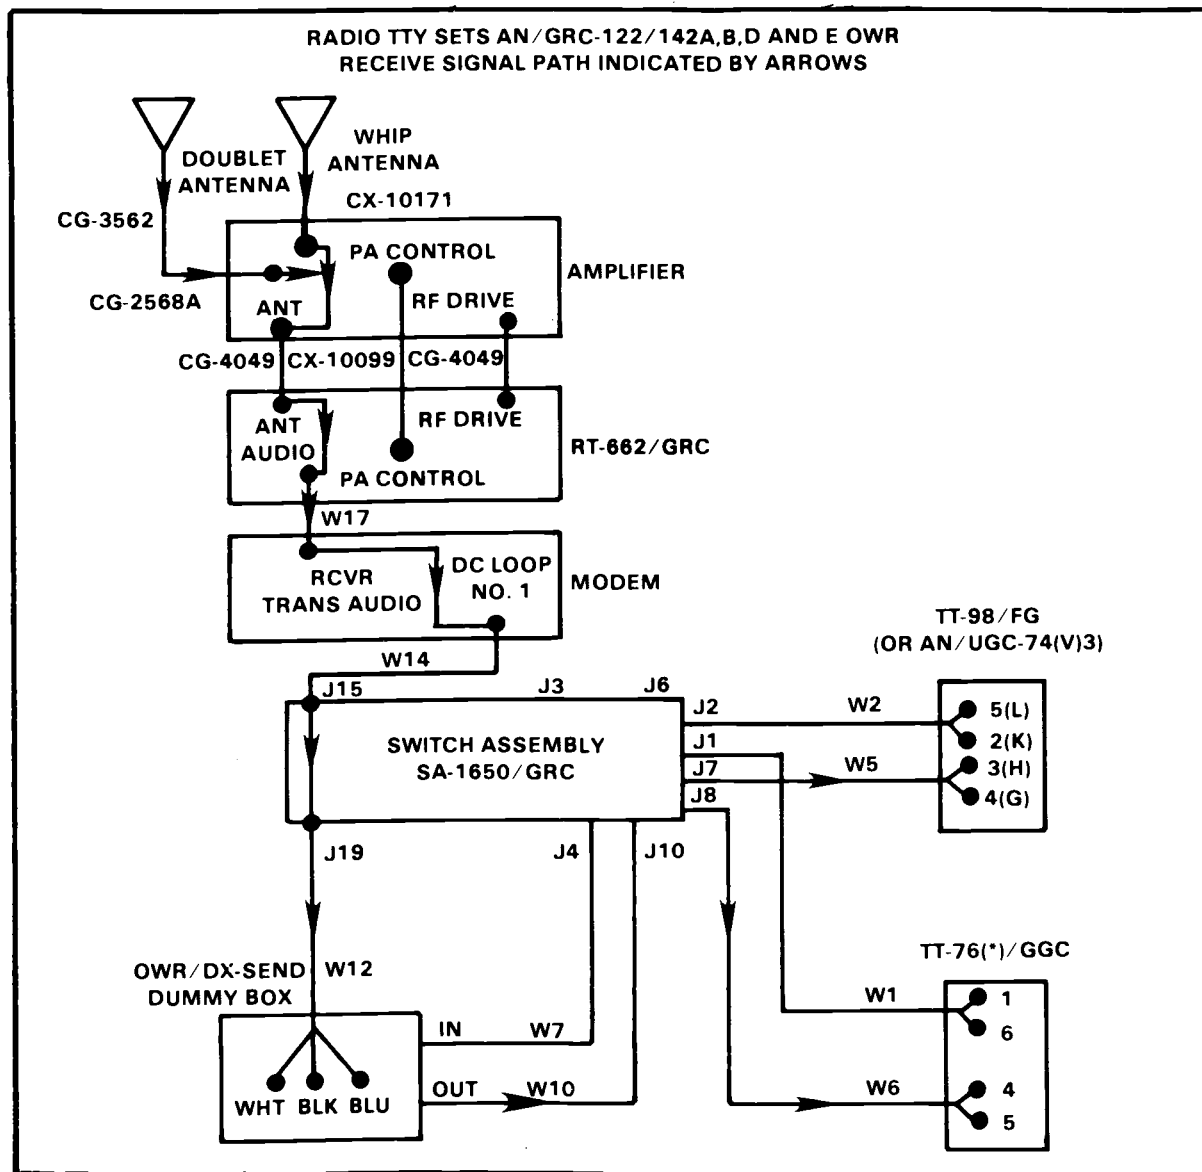 RADIO TTY SETS AN/GRC-122/142A,B,D AND E OWR
RECEIVE SIGNAL PATH INDICATED BY ARROWS
DOUBLET
ANTENNA
WHIP
ANTENNA
CG-3562
CX-10171
CG-2568A
PA CONTROL
RF DRIVE
ANT
AMPLIFIER
CG-4049
CX-10099
CG-4049
ANT
AUDIO
RF DRIVE
PA CONTROL
RT-662/GRC
W17
RCVR
TRANS AUDIO
DC LOOP
NO. 1
MODEM
W14
J15
J3
J6
SWITCH ASSEMBLY
SA-1650/GRC
J2
J1
J7
J8
W2
W5
TT-98/FG
(OR AN/UGC-74(V)3)
5(L)
2(K)
3(H)
4(G)
J19
J4
J10
OWR/DX-SEND
DUMMY BOX
W12
IN
W7
OUT
W10
WHT BLK BLU
TT-76(*)/GGC
W1
1
6
W6
4
5